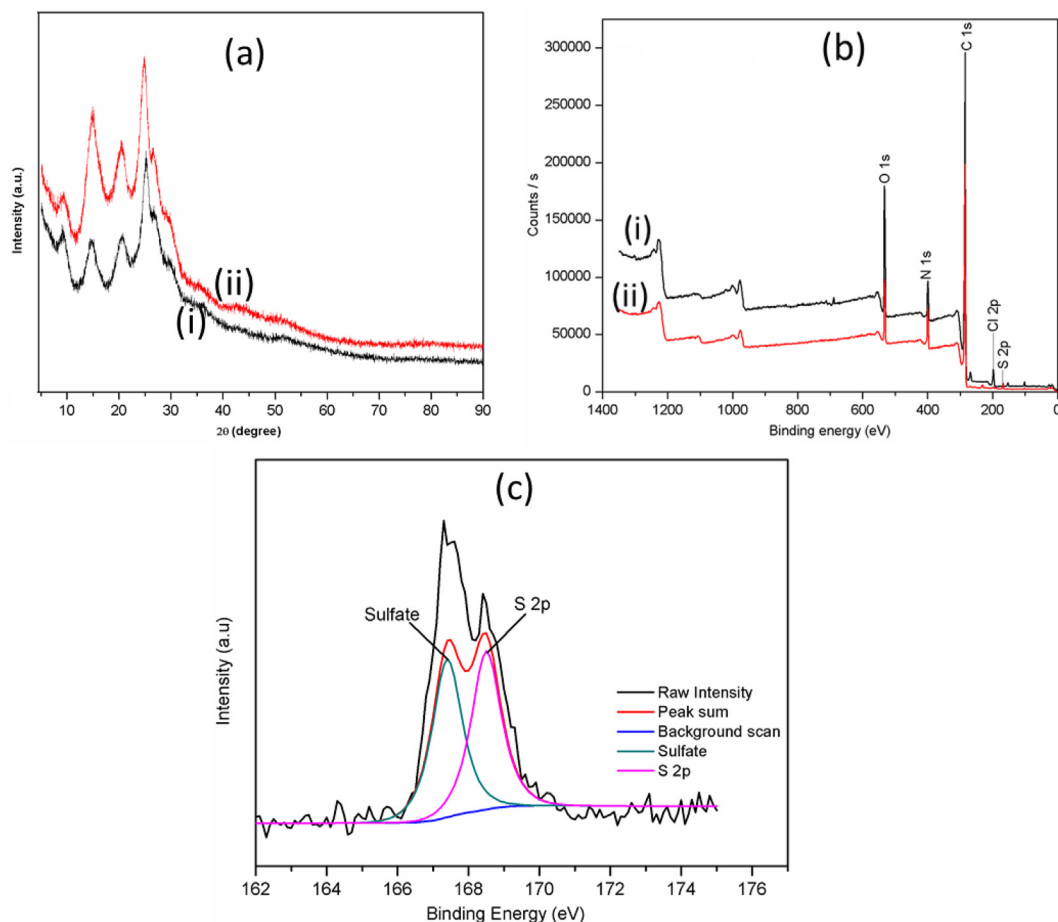 (a)
Intensity (a.u.)
(ii)
(i)
10 20 30 40 50 60 70 80 90
2θ (degree)
(b)
C 1s
300000
250000
200000
150000
100000
50000
0
Counts / s
O 1s
N 1s
Cl 2p
S 2p
(i)
(ii)
1400 1200 1000 800 600 400 200 0
Binding energy (eV)
(c)
Intensity (a.u)
Sulfate
S 2p
Raw Intensity
Peak sum
Background scan
Sulfate
S 2p
162 164 166 168 170 172 174 176
Binding Energy (eV)